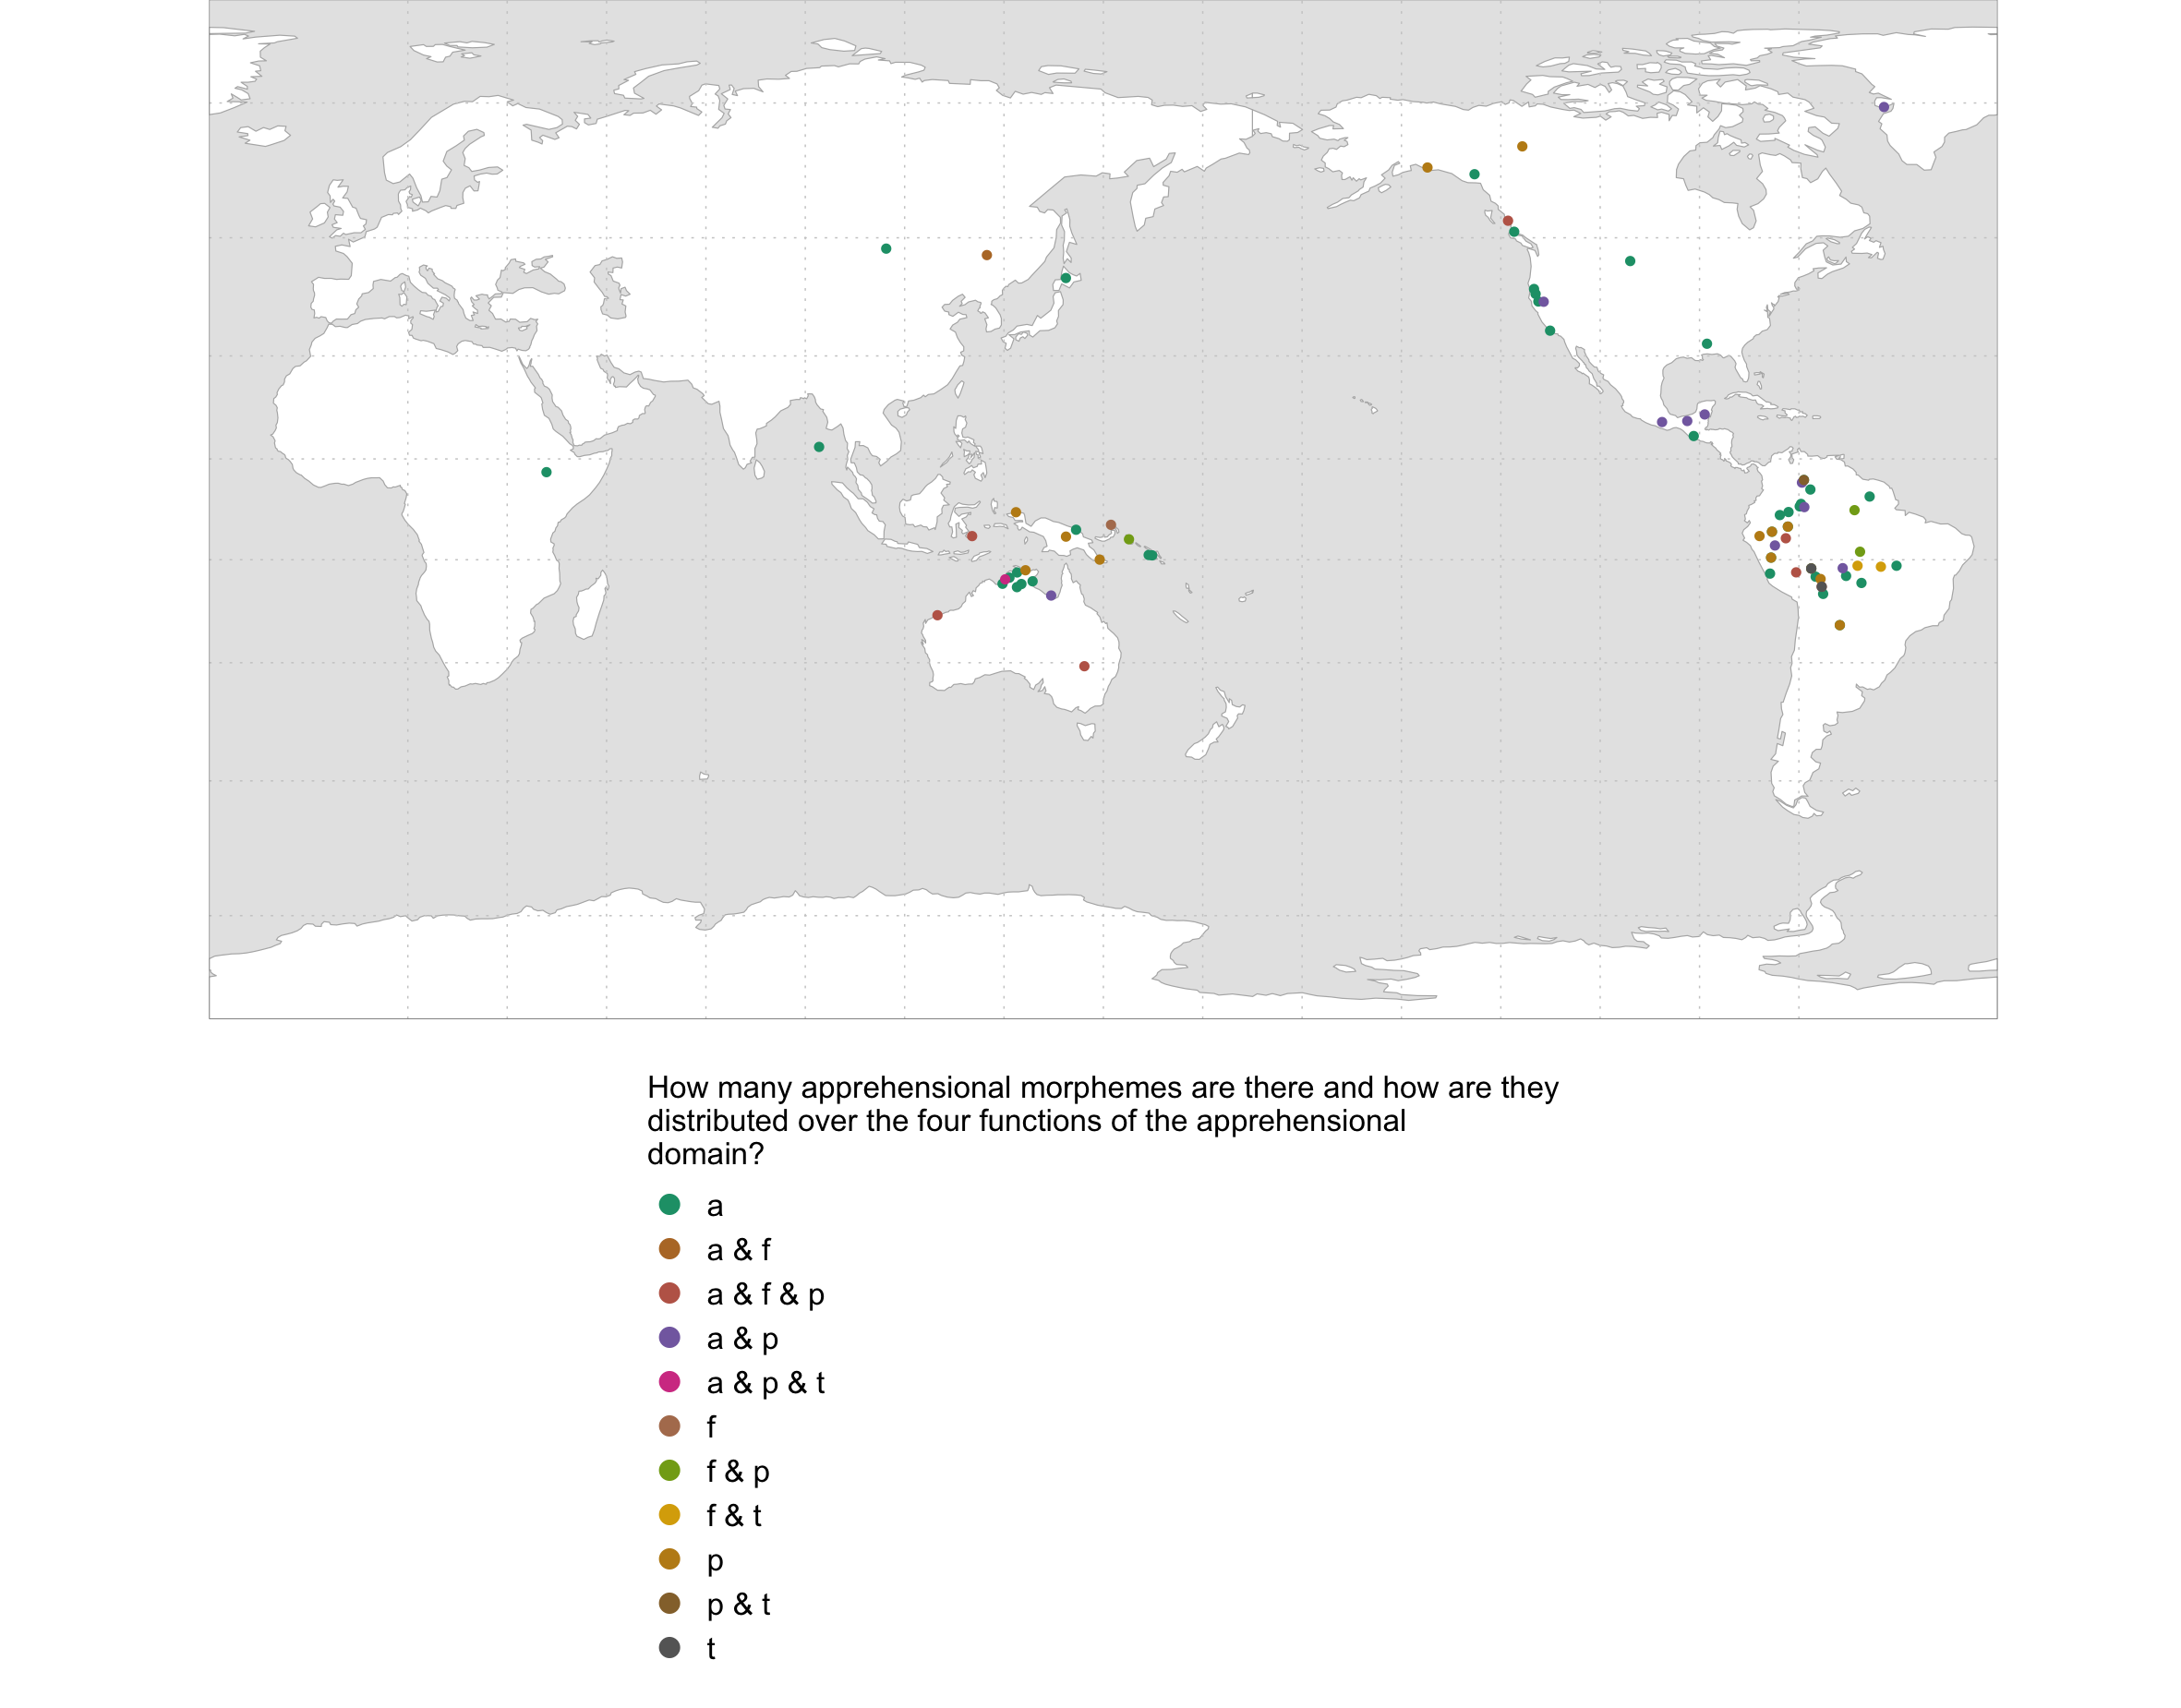 How many apprehensional morphemes are there and how are they
distributed over the four functions of the apprehensional
domain?
a
a & f
a & f & p
a & p
a & p & t
f
f & p
f & t
p
p & t
t